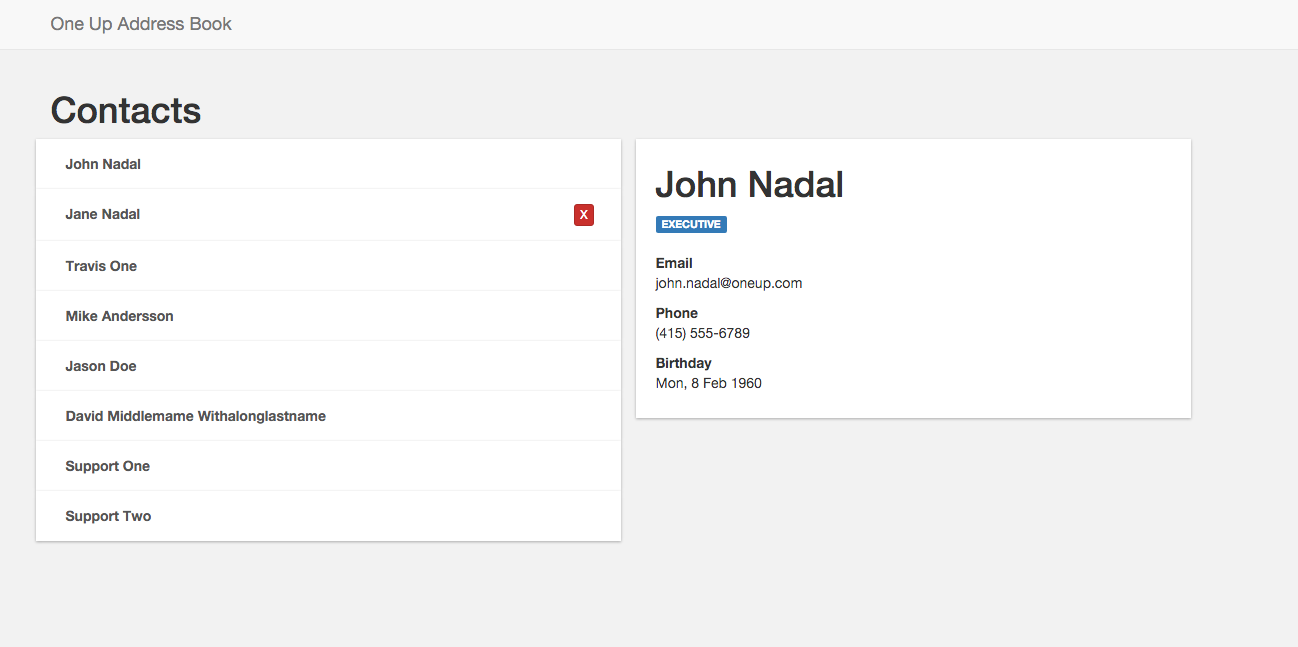 One Up Address Book
Contacts
John Nadal
Jane Nadal
X
Travis One
Mike Andersson
Jason Doe
David Middlemame Withalonglastname
Support One
Support Two
John Nadal
EXECUTIVE
Email
john.nadal@oneup.com
Phone
(415) 555-6789
Birthday
Mon, 8 Feb 1960